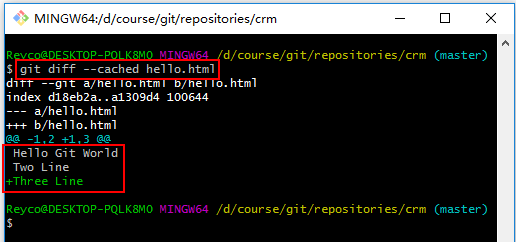 MINGW64:/d/course/git/repositories/crm
Reyco@DESKTOP-PQLK8MO MINGW64 /d/course/git/repositories/crm (master)
$ git diff --cached hello.html
diff --git a/hello.html b/hello.html
index d18eb2a..a1309d4 100644
--- a/hello.html
+++ b/hello.html
@@ -1,2 +1,3 @@
 Hello Git World
 Two Line
+Three Line
Reyco@DESKTOP-PQLK8MO MINGW64 /d/course/git/repositories/crm (master)
$